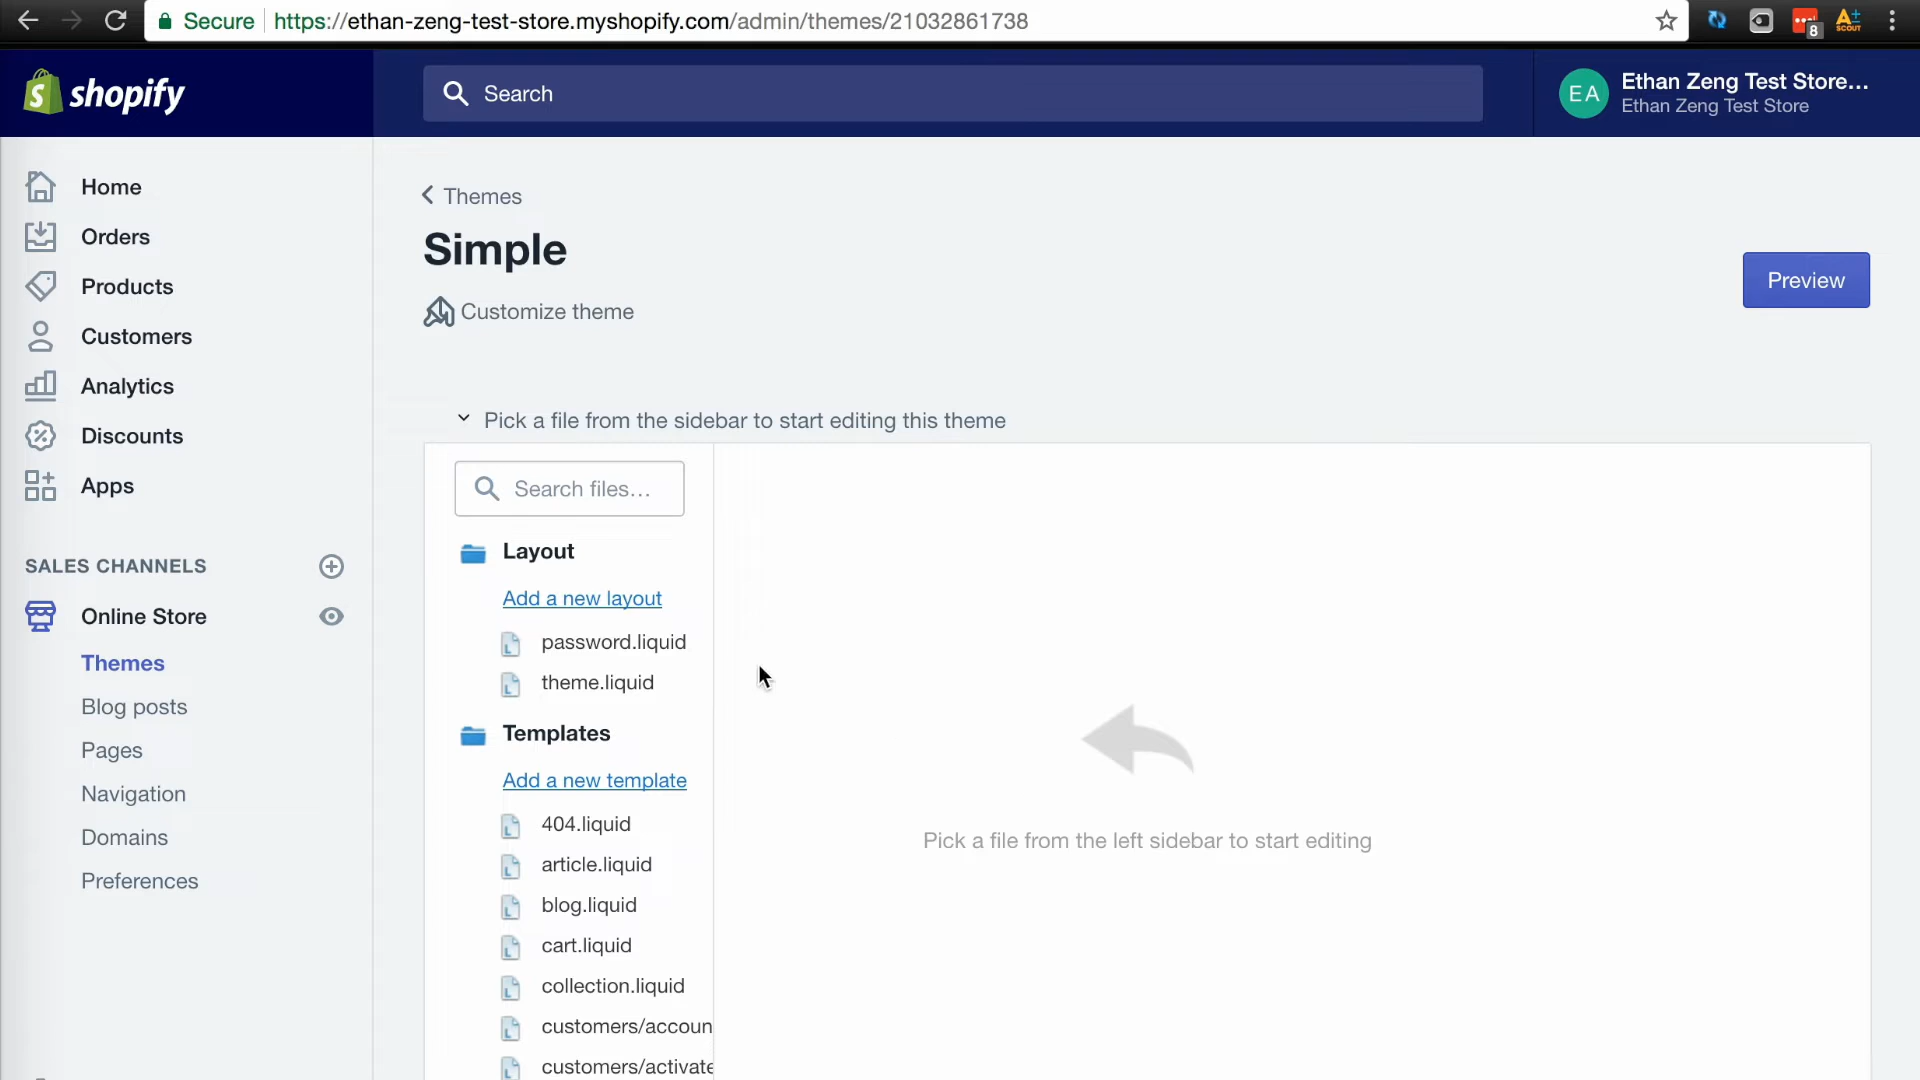 Secure
https://ethan-zeng-test-store.myshopify.com/admin/themes/21032861738
8
A+
SCOUT
shopify
Search
EA
Ethan Zeng Test Store...
Ethan Zeng Test Store
Home
Orders
Products
Customers
Analytics
Discounts
Apps
SALES CHANNELS
Online Store
Themes
Blog posts
Pages
Navigation
Domains
Preferences
Themes
Simple
Customize theme
Preview
Pick a file from the sidebar to start editing this theme
Search files...
Layout
Add a new layout
password.liquid
theme.liquid
Templates
Add a new template
404.liquid
article.liquid
blog.liquid
cart.liquid
collection.liquid
customers/accoun
customers/activate
Pick a file from the left sidebar to start editing